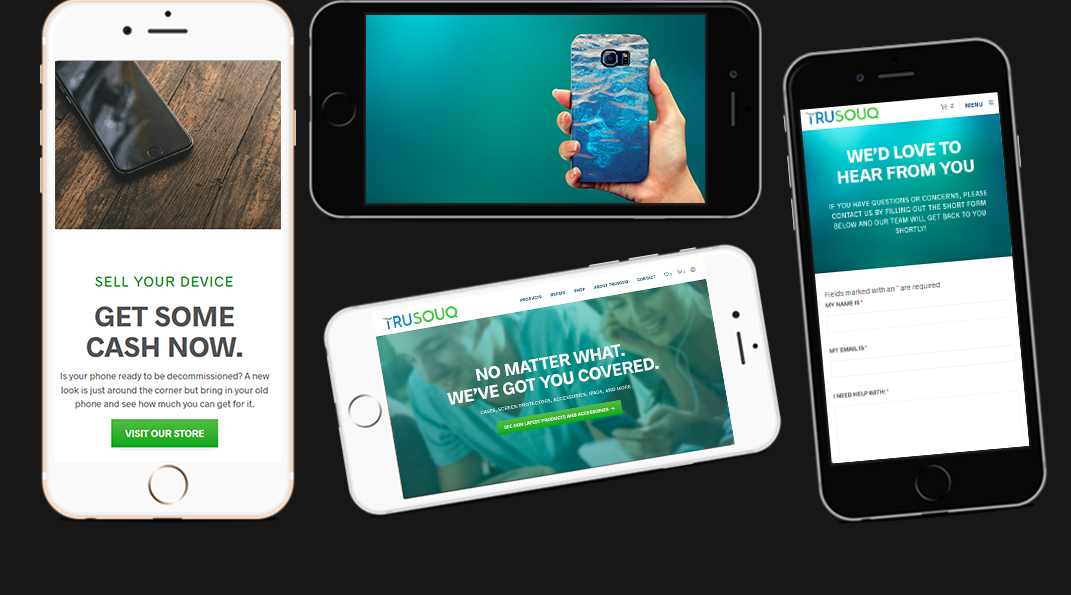 SELL YOUR DEVICE
GET SOME
CASH NOW.
Is your phone ready to be decommissioned? A new
look is just around the corner but bring in your old
phone and see how much you can get for it.
VISIT OUR STORE
TRUSOUQ
PRODUCTS
SHOP
ABOUT TRUSOUQ
CONTACT
NO MATTER WHAT.
WE'VE GOT YOU COVERED.
CASES, SCREEN PROTECTORS, ACCESSORIES, IPADS, AND MORE.
SEE OUR LATEST PRODUCTS AND ACCESSORIES →
TRUSOUQ
2 | MENU
WE'D LOVE TO
HEAR FROM YOU
IF YOU HAVE QUESTIONS OR CONCERNS, PLEASE
CONTACT US BY FILLING OUT THE SHORT FORM
BELOW AND OUR TEAM WILL GET BACK TO YOU
SHORTLY!
Fields marked with an * are required
MY NAME IS *
MY EMAIL IS *
I NEED HELP WITH: *